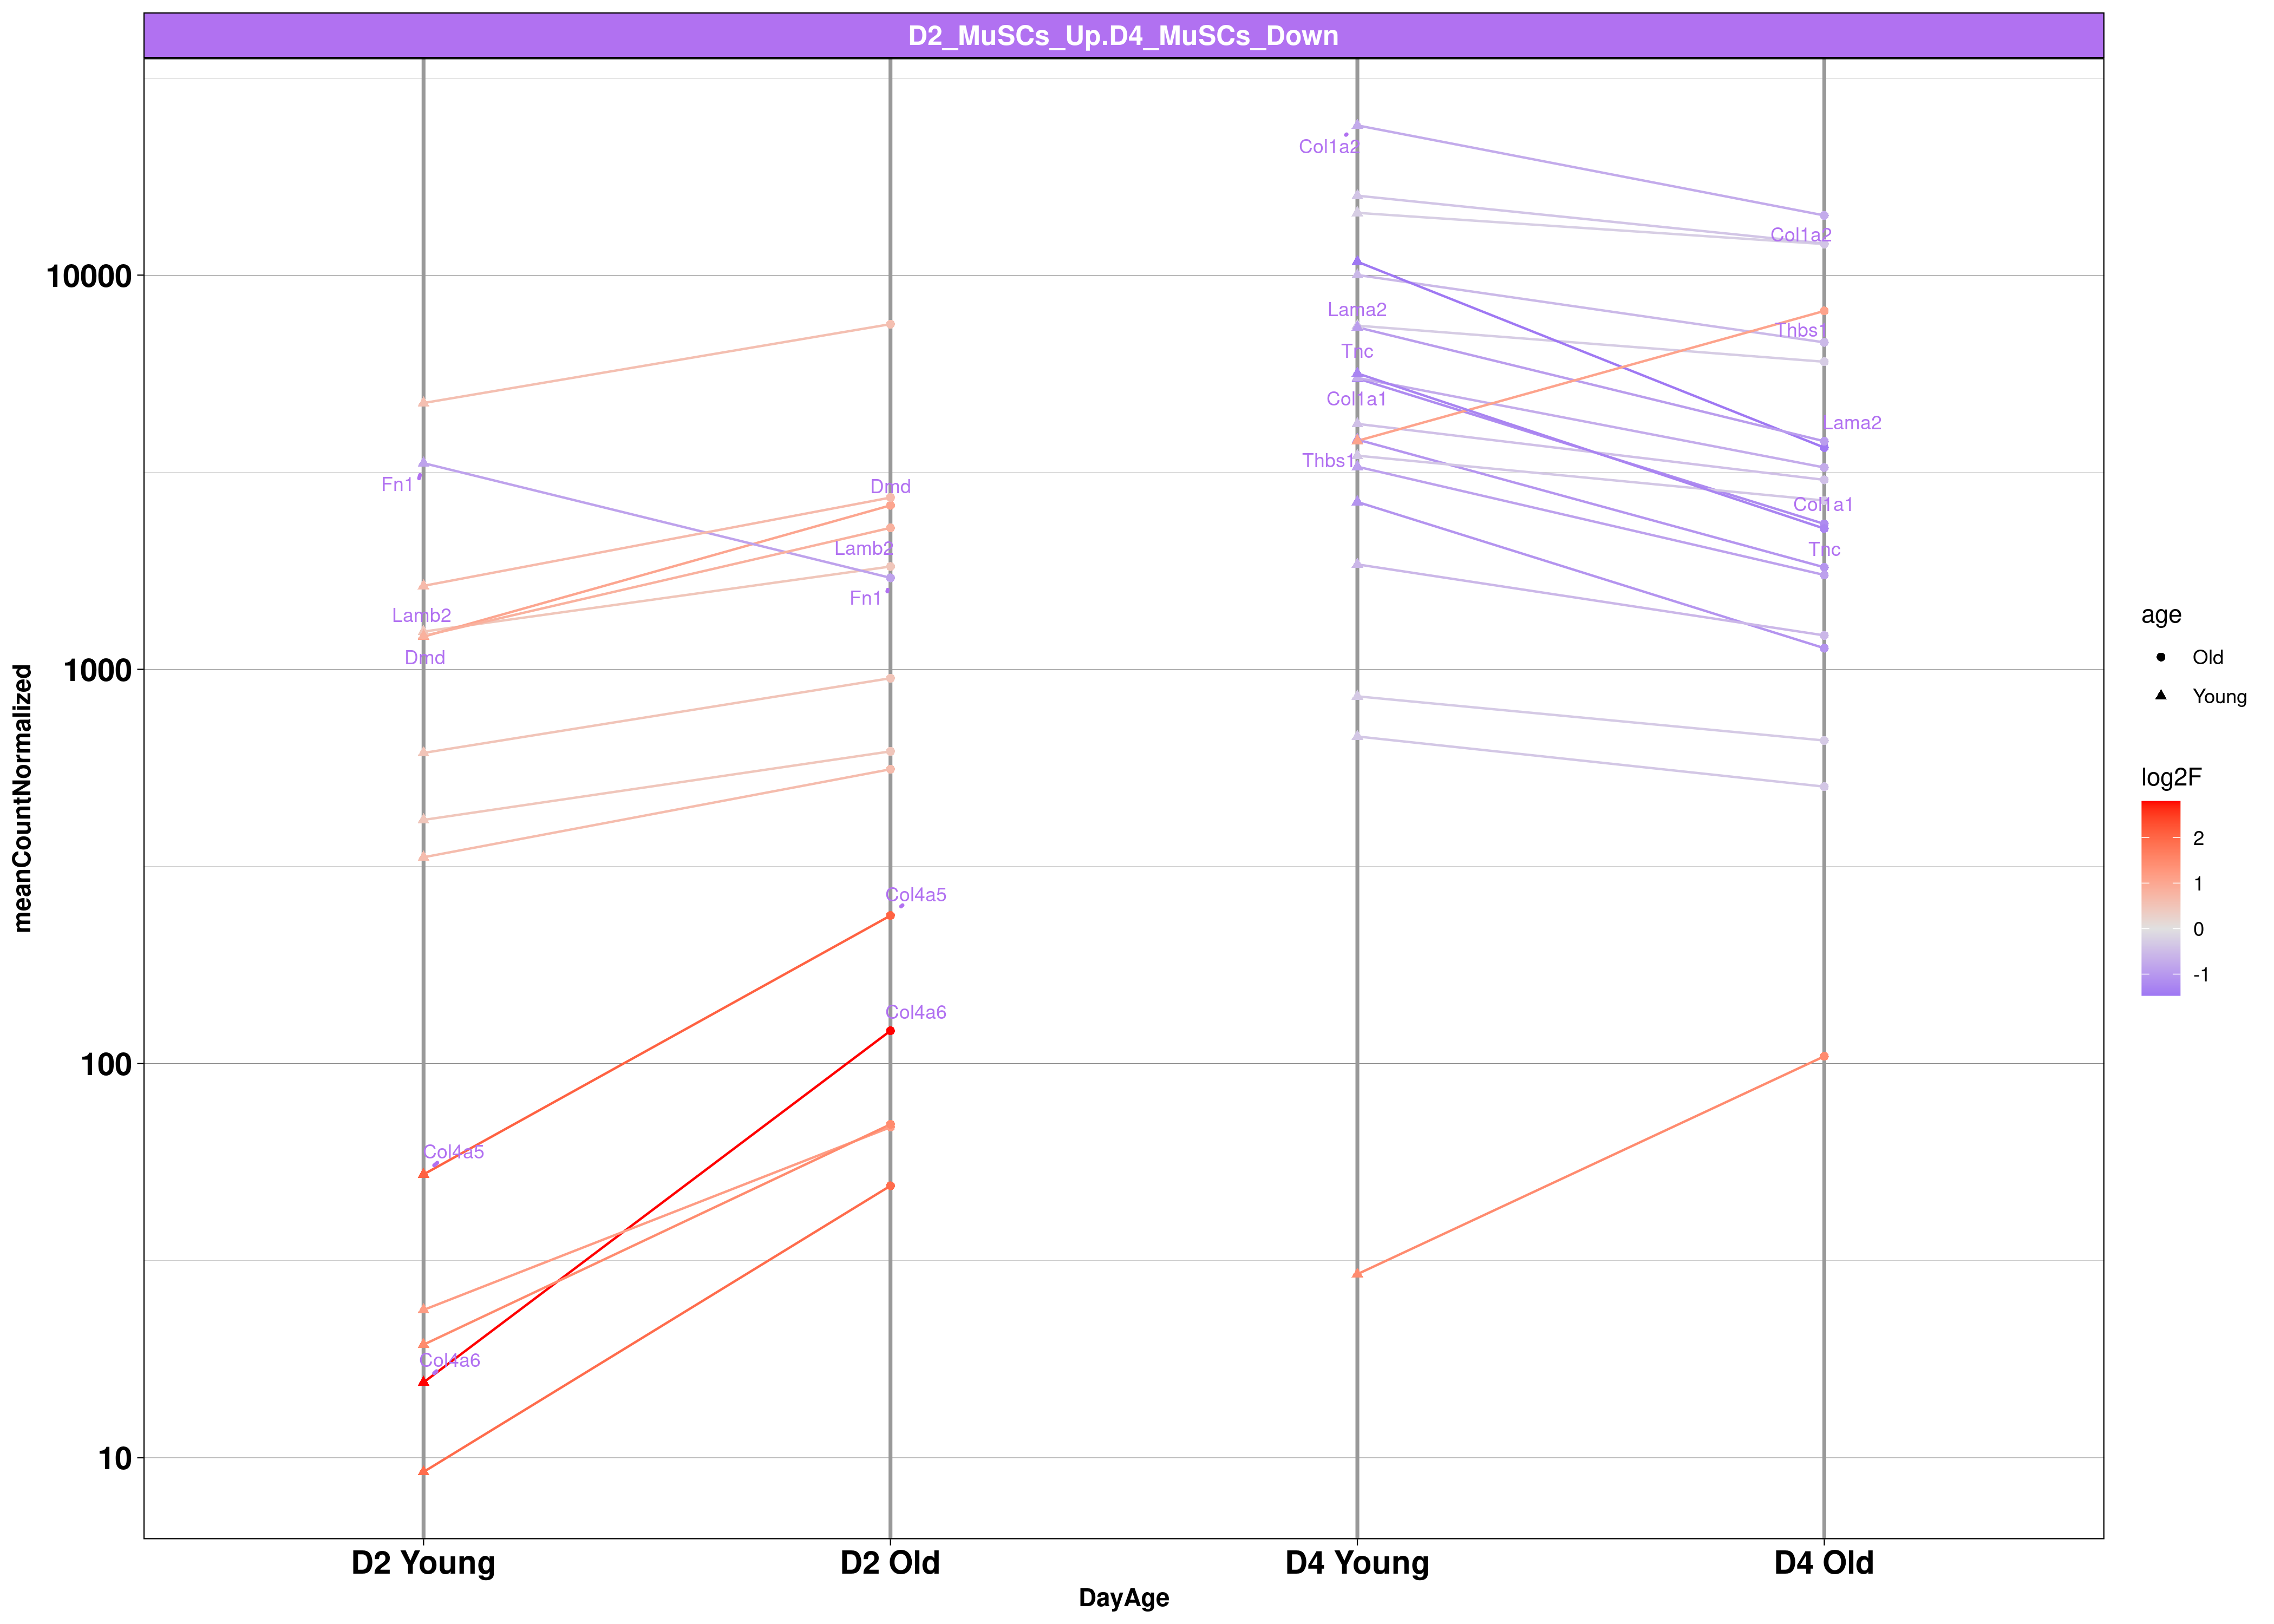 D2_MuSCs_Up.D4_MuSCs_Down
Col1a2
Col1a2
10000
Lama2
Thbs1
Tnc
Col1a1
Lama2
Thbs1
Fn1
Dmd
Col1a1
Lamb2
Tnc
Fn1
Lamb2
1000
Dmd
Col4a5
Col4a6
100
Col4a5
Col4a6
10
meanCountNormalized
D2 Young
D2 Old
D4 Young
D4 Old
DayAge
age
Old
Young
log2F
2
1
0
-1